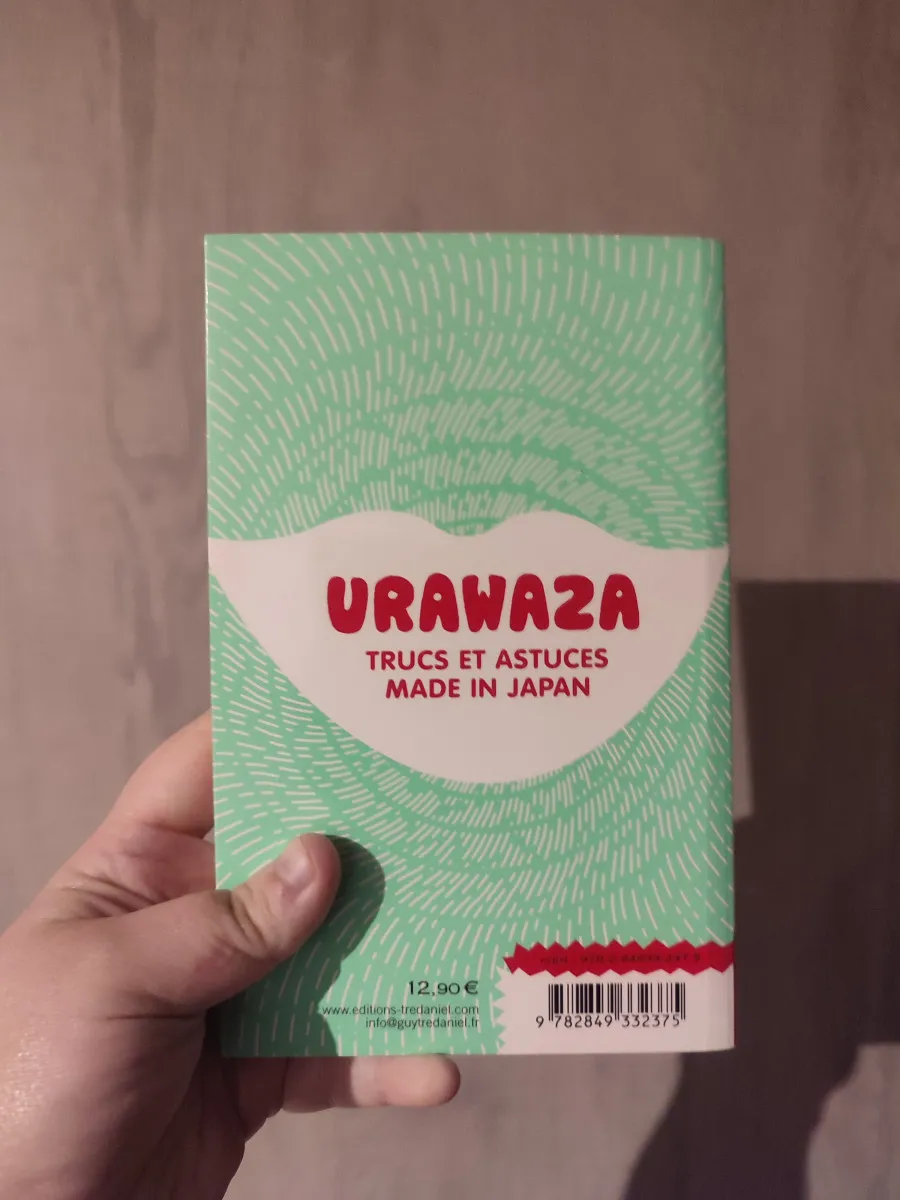 URAWAZA
TRUCS ET ASTUCES
MADE IN JAPAN
12,90 €
www.editions-tredaniel.com
info@guytredaniel.fr
9 782849 332375